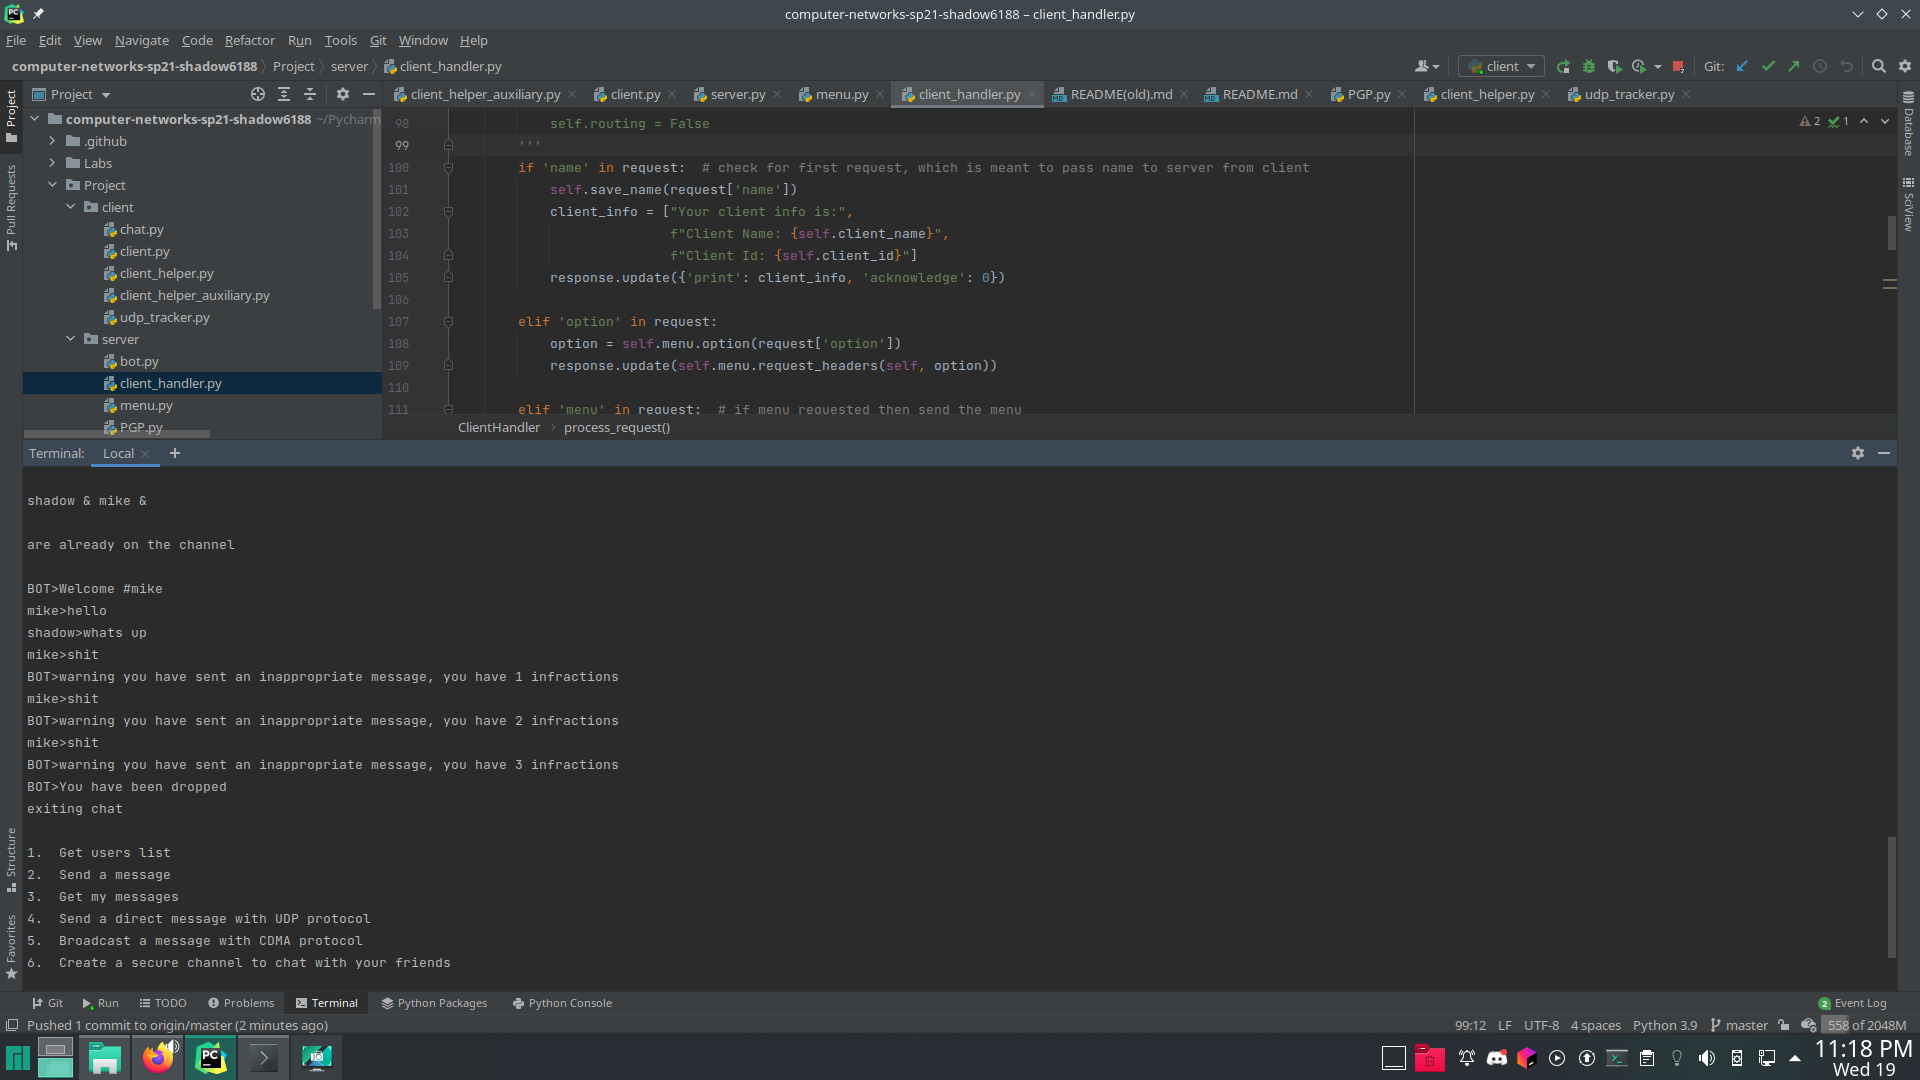 computer-networks-sp21-shadow6188 – client_handler.py
File Edit View Navigate Code Refactor Run Tools Git Window Help
computer-networks-sp21-shadow6188 Project server client_handler.py
client Git:
Project
client_helper_auxiliary.py client.py server.py menu.py client_handler.py README(old).md README.md PGP.py client_helper.py udp_tracker.py
Project
Pull Requests
Structure
Favorites
Database
SciView
computer-networks-sp21-shadow6188 ~/Pycharm
.github
Labs
Project
client
chat.py
client.py
client_helper.py
client_helper_auxiliary.py
udp_tracker.py
server
bot.py
client_handler.py
menu.py
PGP.py
2 1
98 self.routing = False
99 '''
100 if 'name' in request:  # check for first request, which is meant to pass name to server from client
101 self.save_name(request['name'])
102 client_info = ["Your client info is:",
103 f"Client Name: {self.client_name}",
104 f"Client Id: {self.client_id}"]
105 response.update({'print': client_info, 'acknowledge': 0})
106
107 elif 'option' in request:
108 option = self.menu.option(request['option'])
109 response.update(self.menu.request_headers(self, option))
110
111 elif 'menu' in request:  # if menu requested then send the menu
ClientHandler process_request()
Terminal: Local
shadow & mike &
are already on the channel
BOT>Welcome #mike
mike>hello
shadow>whats up
mike>shit
BOT>warning you have sent an inappropriate message, you have 1 infractions
mike>shit
BOT>warning you have sent an inappropriate message, you have 2 infractions
mike>shit
BOT>warning you have sent an inappropriate message, you have 3 infractions
BOT>You have been dropped
exiting chat
1. Get users list
2. Send a message
3. Get my messages
4. Send a direct message with UDP protocol
5. Broadcast a message with CDMA protocol
6. Create a secure channel to chat with your friends
Git Run TODO Problems Terminal Python Packages Python Console 2 Event Log
Pushed 1 commit to origin/master (2 minutes ago) 99:12 LF UTF-8 4 spaces Python 3.9 master 558 of 2048M
PC
11:18 PM
Wed 19